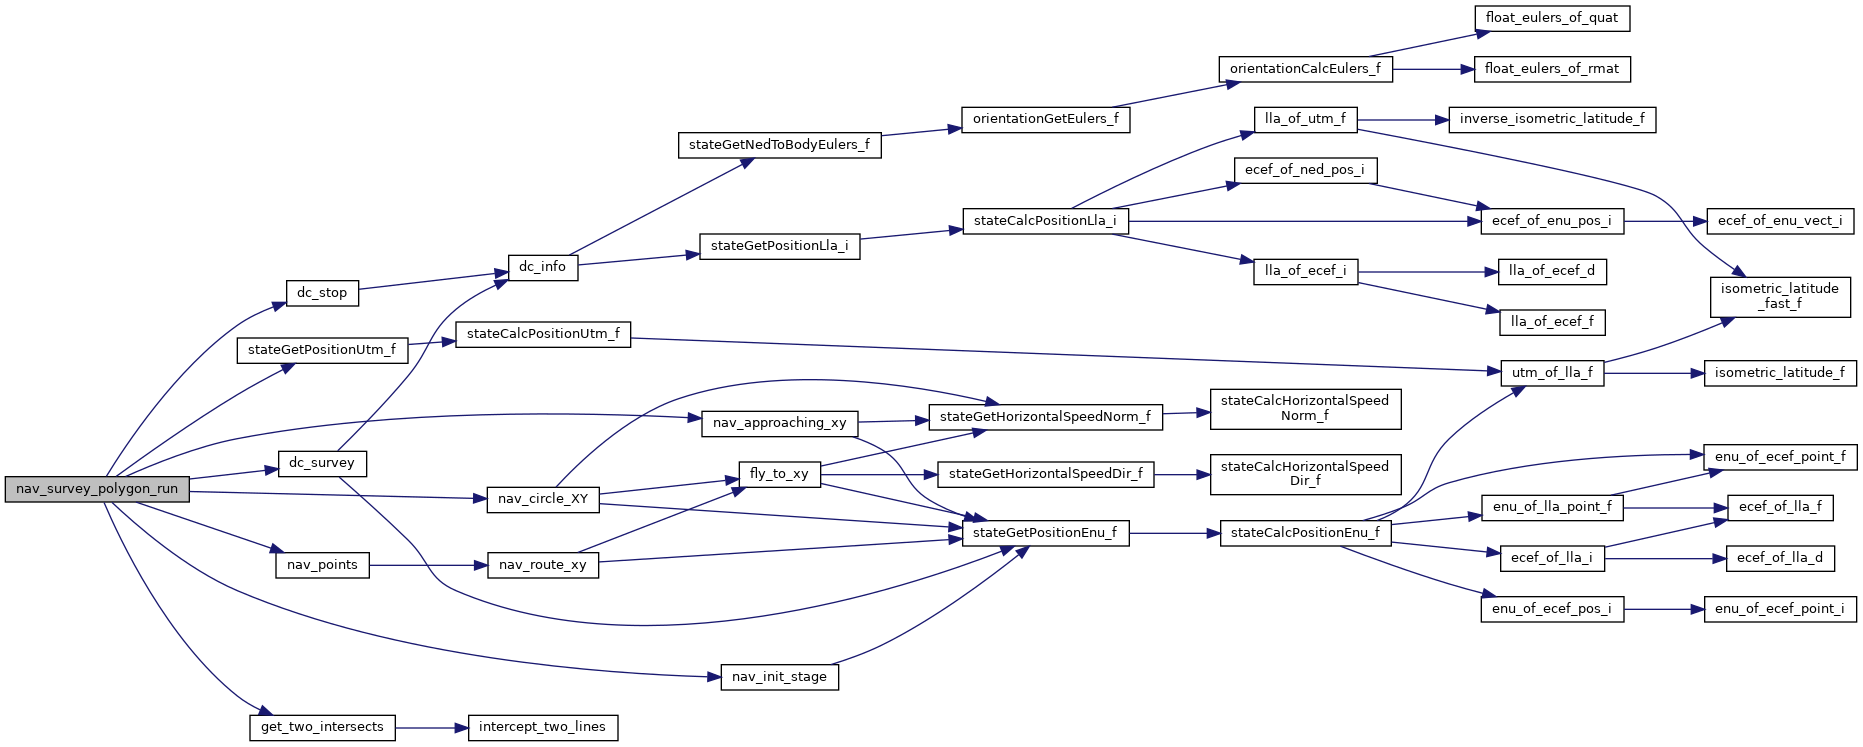 float_eulers_of_quat
orientationCalcEulers_f
float_eulers_of_rmat
orientationGetEulers_f
lla_of_utm_f
inverse_isometric_latitude_f
stateGetNedToBodyEulers_f
ecef_of_ned_pos_i
stateCalcPositionLla_i
ecef_of_enu_pos_i
ecef_of_enu_vect_i
stateGetPositionLla_i
dc_info
lla_of_ecef_i
lla_of_ecef_d
dc_stop
isometric_latitude
_fast_f
lla_of_ecef_f
stateCalcPositionUtm_f
stateGetPositionUtm_f
utm_of_lla_f
isometric_latitude_f
stateCalcHorizontalSpeed
Norm_f
stateGetHorizontalSpeedNorm_f
nav_approaching_xy
dc_survey
enu_of_ecef_point_f
fly_to_xy
stateGetHorizontalSpeedDir_f
stateCalcHorizontalSpeed
Dir_f
nav_survey_polygon_run
nav_circle_XY
enu_of_lla_point_f
ecef_of_lla_f
stateGetPositionEnu_f
stateCalcPositionEnu_f
nav_points
nav_route_xy
ecef_of_lla_i
ecef_of_lla_d
enu_of_ecef_pos_i
enu_of_ecef_point_i
nav_init_stage
get_two_intersects
intercept_two_lines